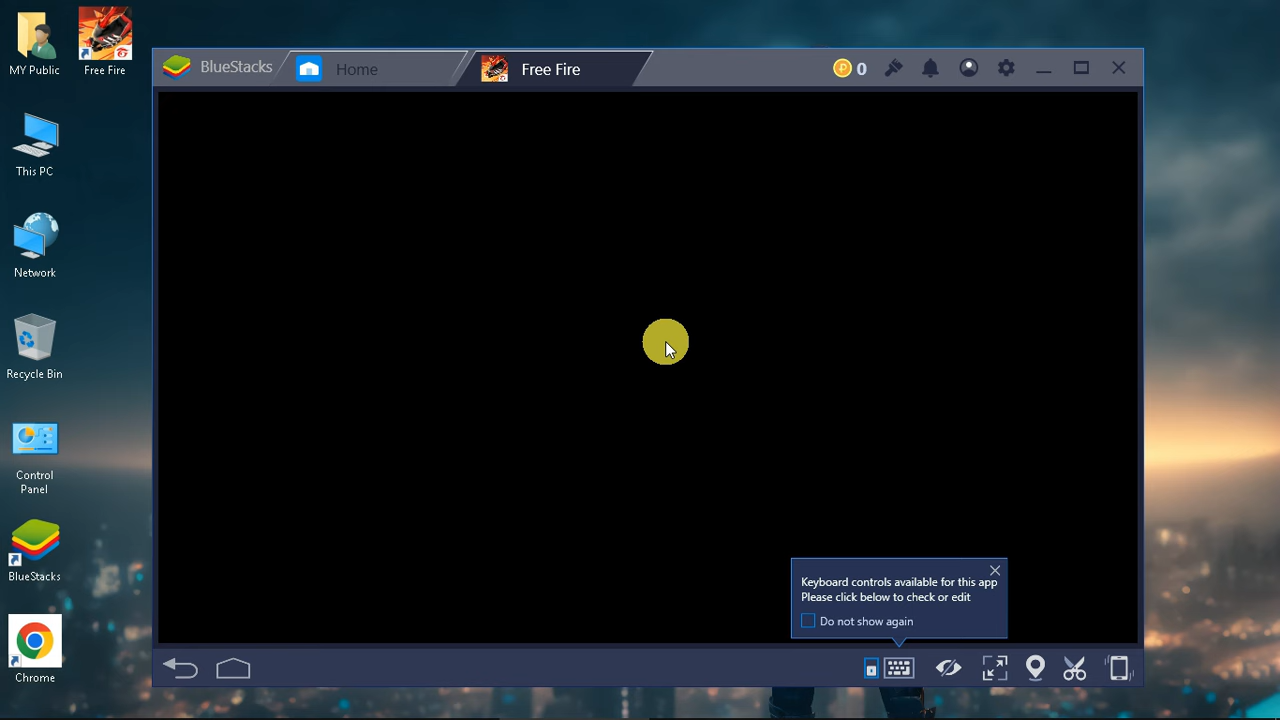 MY Public
Free Fire
This PC
Network
Recycle Bin
Control
Panel
BlueStacks
Chrome
BlueStacks
Home
Free Fire
P 0
Keyboard controls available for this app
Please click below to check or edit
Do not show again